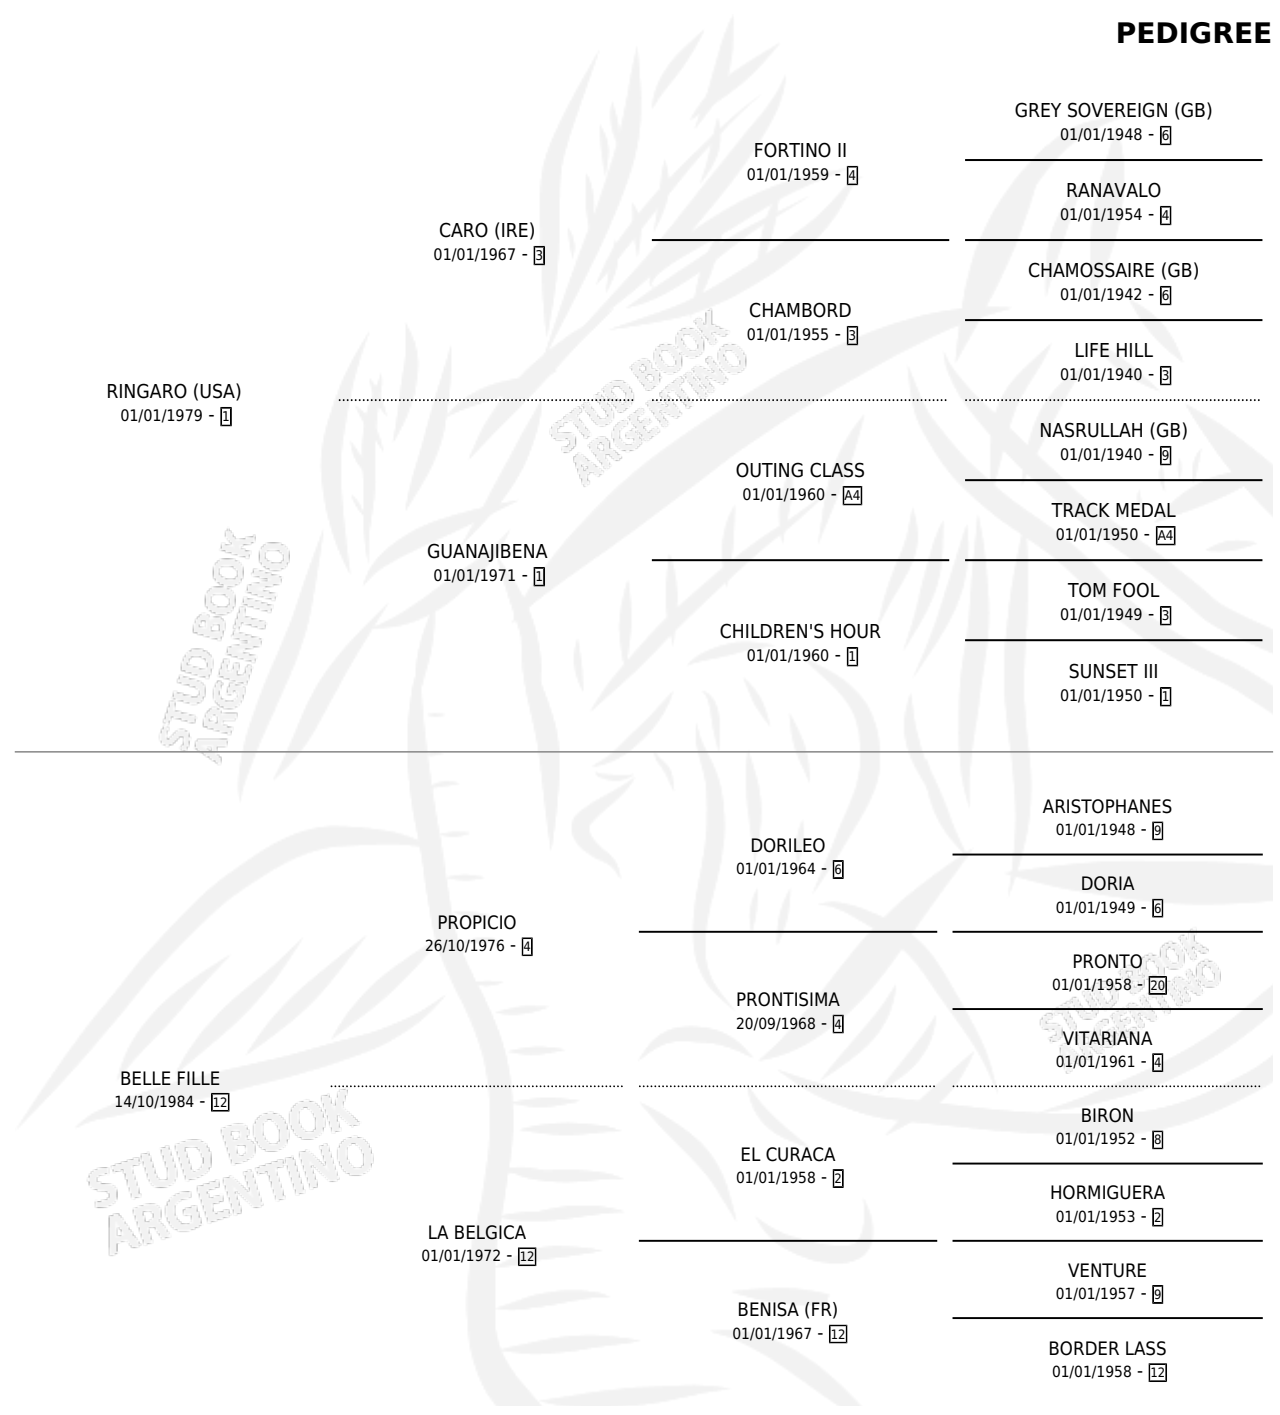 PEDIGREE
GREY SOVEREIGN (GB)
01/01/1948 - 6
FORTINO II
01/01/1959 - 4
RANAVALO
01/01/1954 - 4
CARO (IRE)
01/01/1967 - 3
CHAMOSSAIRE (GB)
01/01/1942 - 6
CHAMBORD
01/01/1955 - 3
LIFE HILL
01/01/1940 - 3
RINGARO (USA)
01/01/1979 - 1
STUD BOOK
ARGENTINO
NASRULLAH (GB)
01/01/1940 - 9
OUTING CLASS
01/01/1960 - A4
TRACK MEDAL
01/01/1950 - A4
GUANAJIBENA
01/01/1971 - 1
TOM FOOL
01/01/1949 - 3
CHILDREN'S HOUR
01/01/1960 - 1
SUNSET III
01/01/1950 - 1
STUD BOOK
ARGENTINO
ARISTOPHANES
01/01/1948 - 9
DORILEO
01/01/1964 - 6
DORIA
01/01/1949 - 6
PROPICIO
26/10/1976 - 4
PRONTO
01/01/1958 - 20
PRONTISIMA
20/09/1968 - 4
STUD BOOK
ARGENTINO
VITARIANA
01/01/1961 - 4
BELLE FILLE
14/10/1984 - 12
BIRON
01/01/1952 - 8
EL CURACA
01/01/1958 - 2
STUD BOOK
ARGENTINO
HORMIGUERA
01/01/1953 - 2
LA BELGICA
01/01/1972 - 12
VENTURE
01/01/1957 - 9
BENISA (FR)
01/01/1967 - 12
BORDER LASS
01/01/1958 - 12